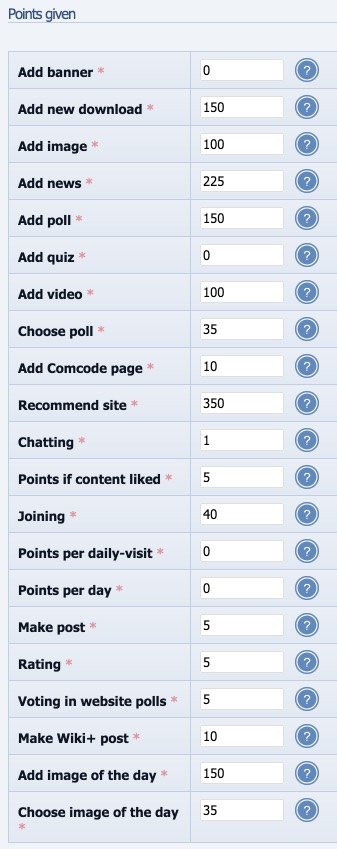 Points given
Add banner * 0 ?
Add new download * 150 ?
Add image * 100 ?
Add news * 225 ?
Add poll * 150 ?
Add quiz * 0 ?
Add video * 100 ?
Choose poll * 35 ?
Add Comcode page * 10 ?
Recommend site * 350 ?
Chatting * 1 ?
Points if content liked * 5 ?
Joining * 40 ?
Points per daily-visit * 0 ?
Points per day * 0 ?
Make post * 5 ?
Rating * 5 ?
Voting in website polls * 5 ?
Make Wiki+ post * 10 ?
Add image of the day * 150 ?
Choose image of the day 35 ?
*